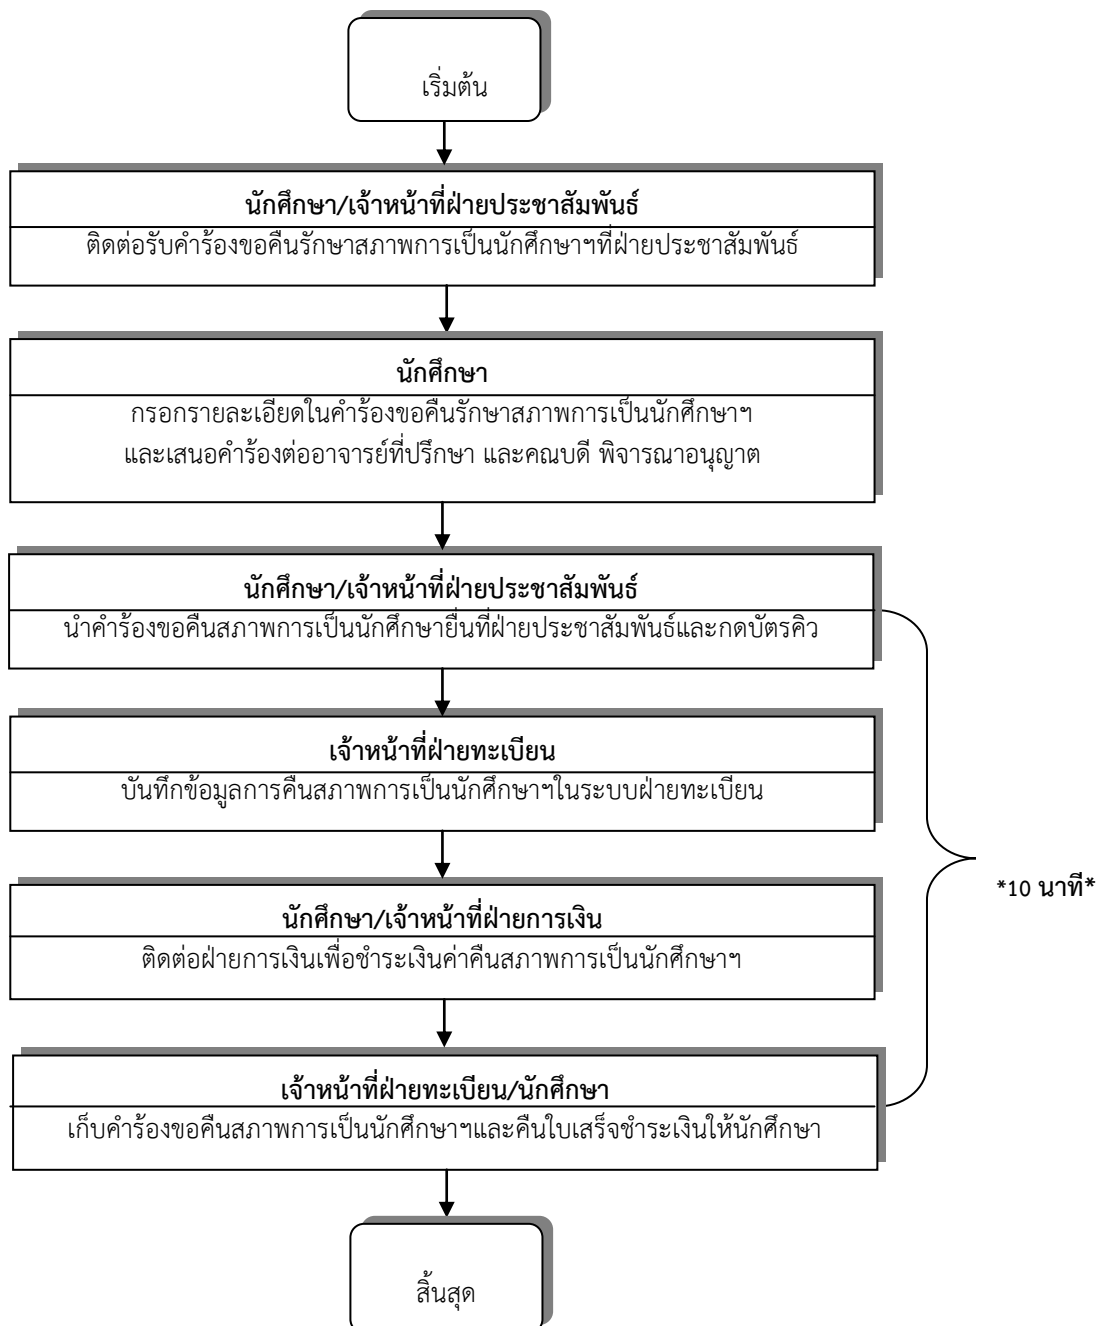 เริ่มต้น
นักศึกษา/เจ้าหน้าที่ฝ่ายประชาสัมพันธ์
ติดต่อรับคำร้องขอคืนรักษาสภาพการเป็นนักศึกษาฯที่ฝ่ายประชาสัมพันธ์
นักศึกษา
กรอกรายละเอียดในคำร้องขอคืนรักษาสภาพการเป็นนักศึกษาฯ
และเสนอคำร้องต่ออาจารย์ที่ปรึกษา และคณบดี พิจารณาอนุญาต
นักศึกษา/เจ้าหน้าที่ฝ่ายประชาสัมพันธ์
นำคำร้องขอคืนสภาพการเป็นนักศึกษายื่นที่ฝ่ายประชาสัมพันธ์และกดบัตรคิว
เจ้าหน้าที่ฝ่ายทะเบียน
บันทึกข้อมูลการคืนสภาพการเป็นนักศึกษาฯในระบบฝ่ายทะเบียน
*10 นาที*
นักศึกษา/เจ้าหน้าที่ฝ่ายการเงิน
ติดต่อฝ่ายการเงินเพื่อชำระเงินค่าคืนสภาพการเป็นนักศึกษาฯ
เจ้าหน้าที่ฝ่ายทะเบียน/นักศึกษา
เก็บคำร้องขอคืนสภาพการเป็นนักศึกษาฯและคืนใบเสร็จชำระเงินให้นักศึกษา
สิ้นสุด